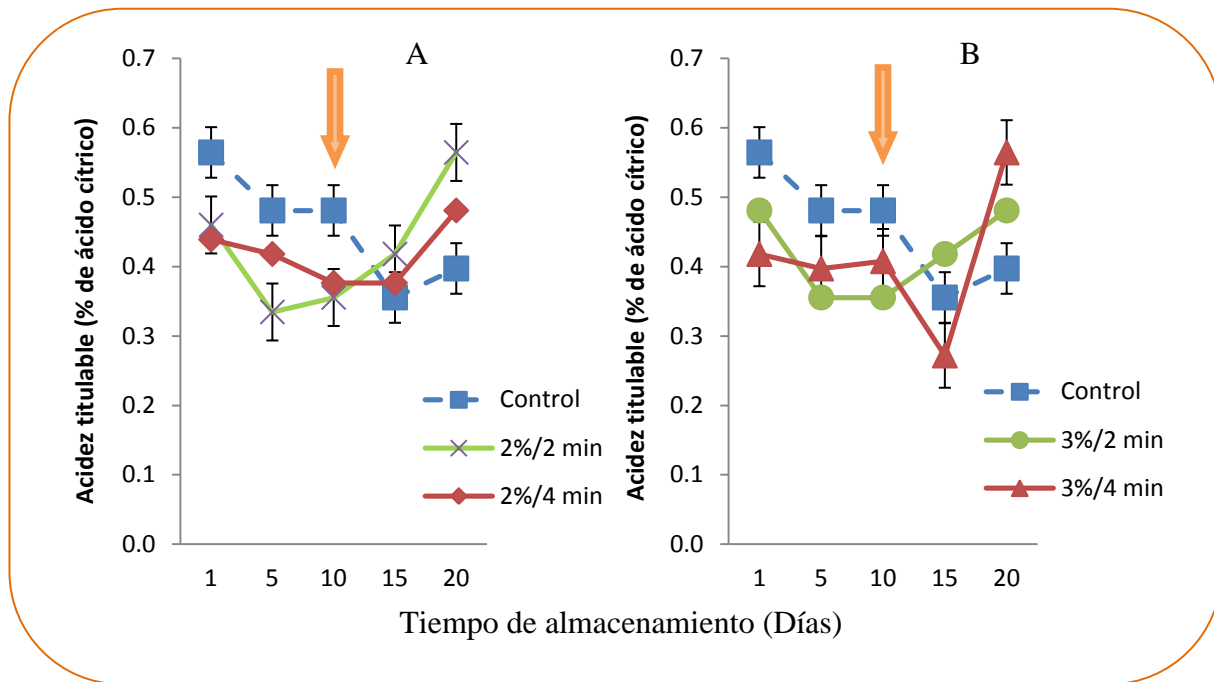 A
0.7
0.6
0.5
0.4
0.3
0.2
0.1
0.0
Acidez titulable (% de ácido cítrico)
Control
2%/2 min
2%/4 min
1 5 10 15 20
B
0.7
0.6
0.5
0.4
0.3
0.2
0.1
0.0
Acidez titulable (% de ácido cítrico)
Control
3%/2 min
3%/4 min
1 5 10 15 20
Tiempo de almacenamiento (Días)